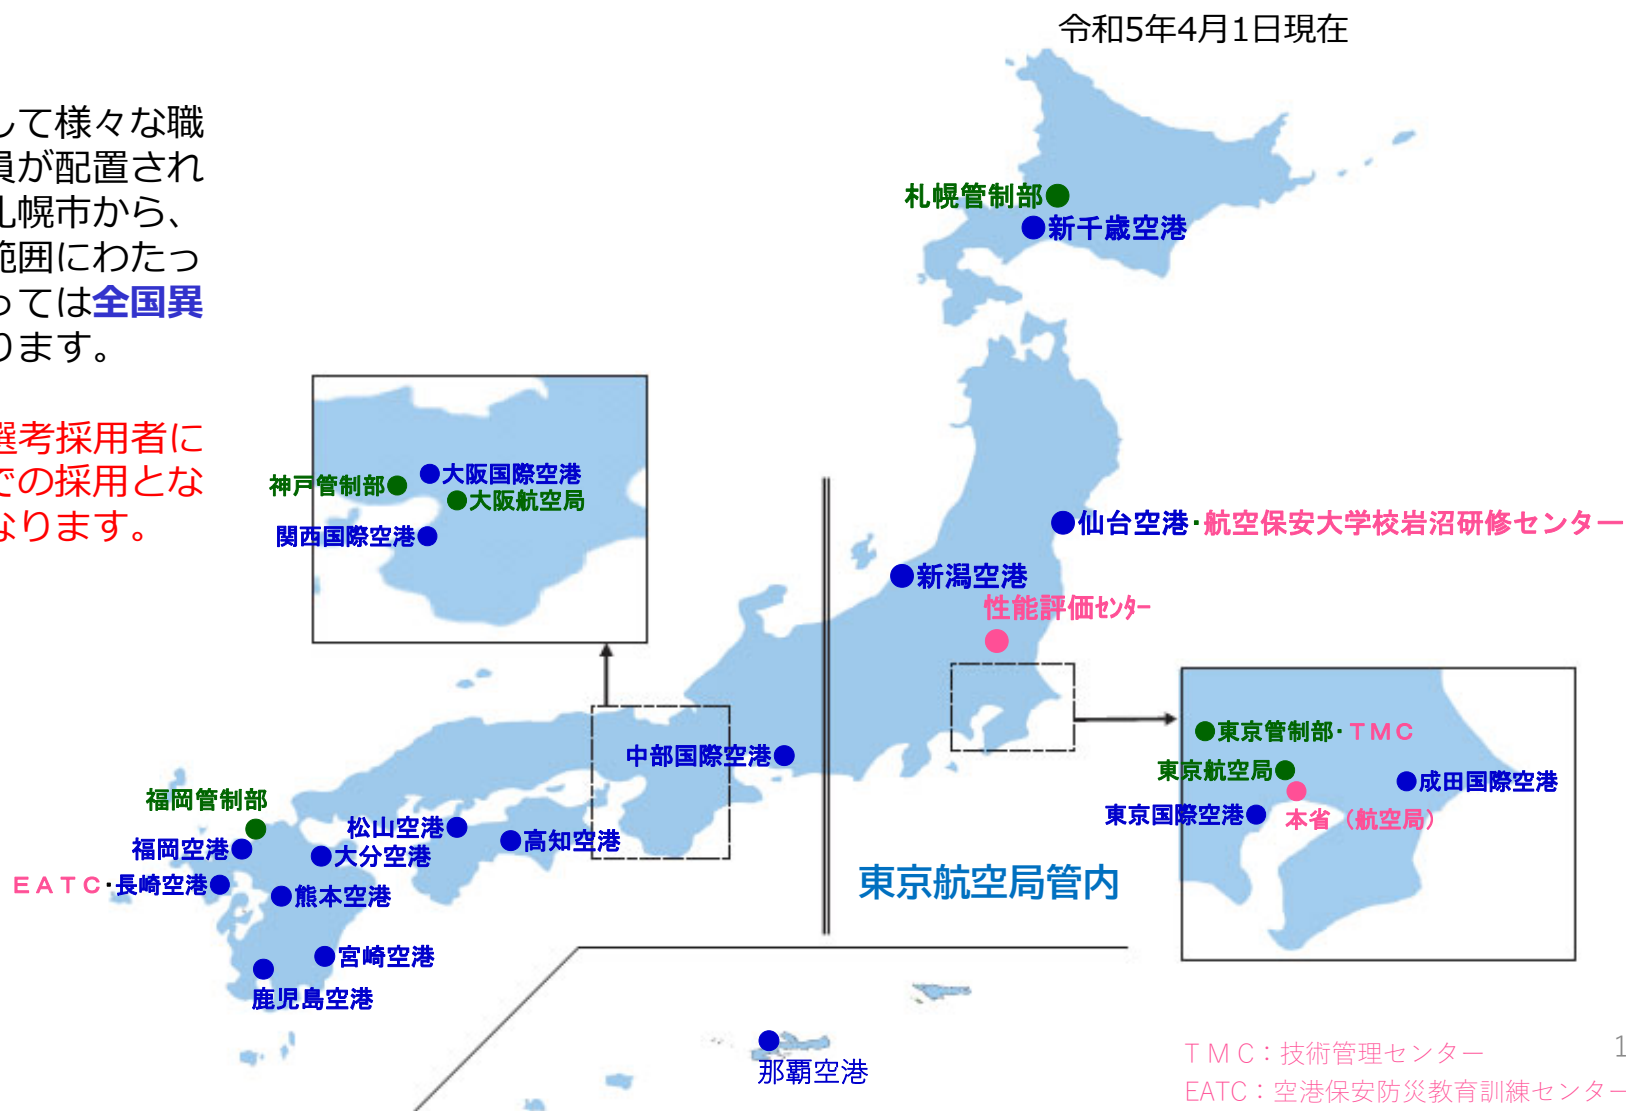 令和5年4月1日現在
して様々な職
員が配置され
札幌市から、
範囲にわたっ
っては全国異
ります。
選考採用者に
での採用とな
なります。
札幌管制部
新千歳空港
神戸管制部
大阪国際空港
大阪航空局
関西国際空港
仙台空港・航空保安大学校岩沼研修センター
新潟空港
性能評価ｾﾝﾀｰ
東京管制部・ＴＭＣ
東京航空局
成田国際空港
東京国際空港
本省（航空局）
中部国際空港
福岡管制部
福岡空港
松山空港
高知空港
大分空港
ＥＡＴＣ・長崎空港
熊本空港
宮崎空港
鹿児島空港
東京航空局管内
那覇空港
ＴＭＣ：技術管理センター
EATC：空港保安防災教育訓練センター
1